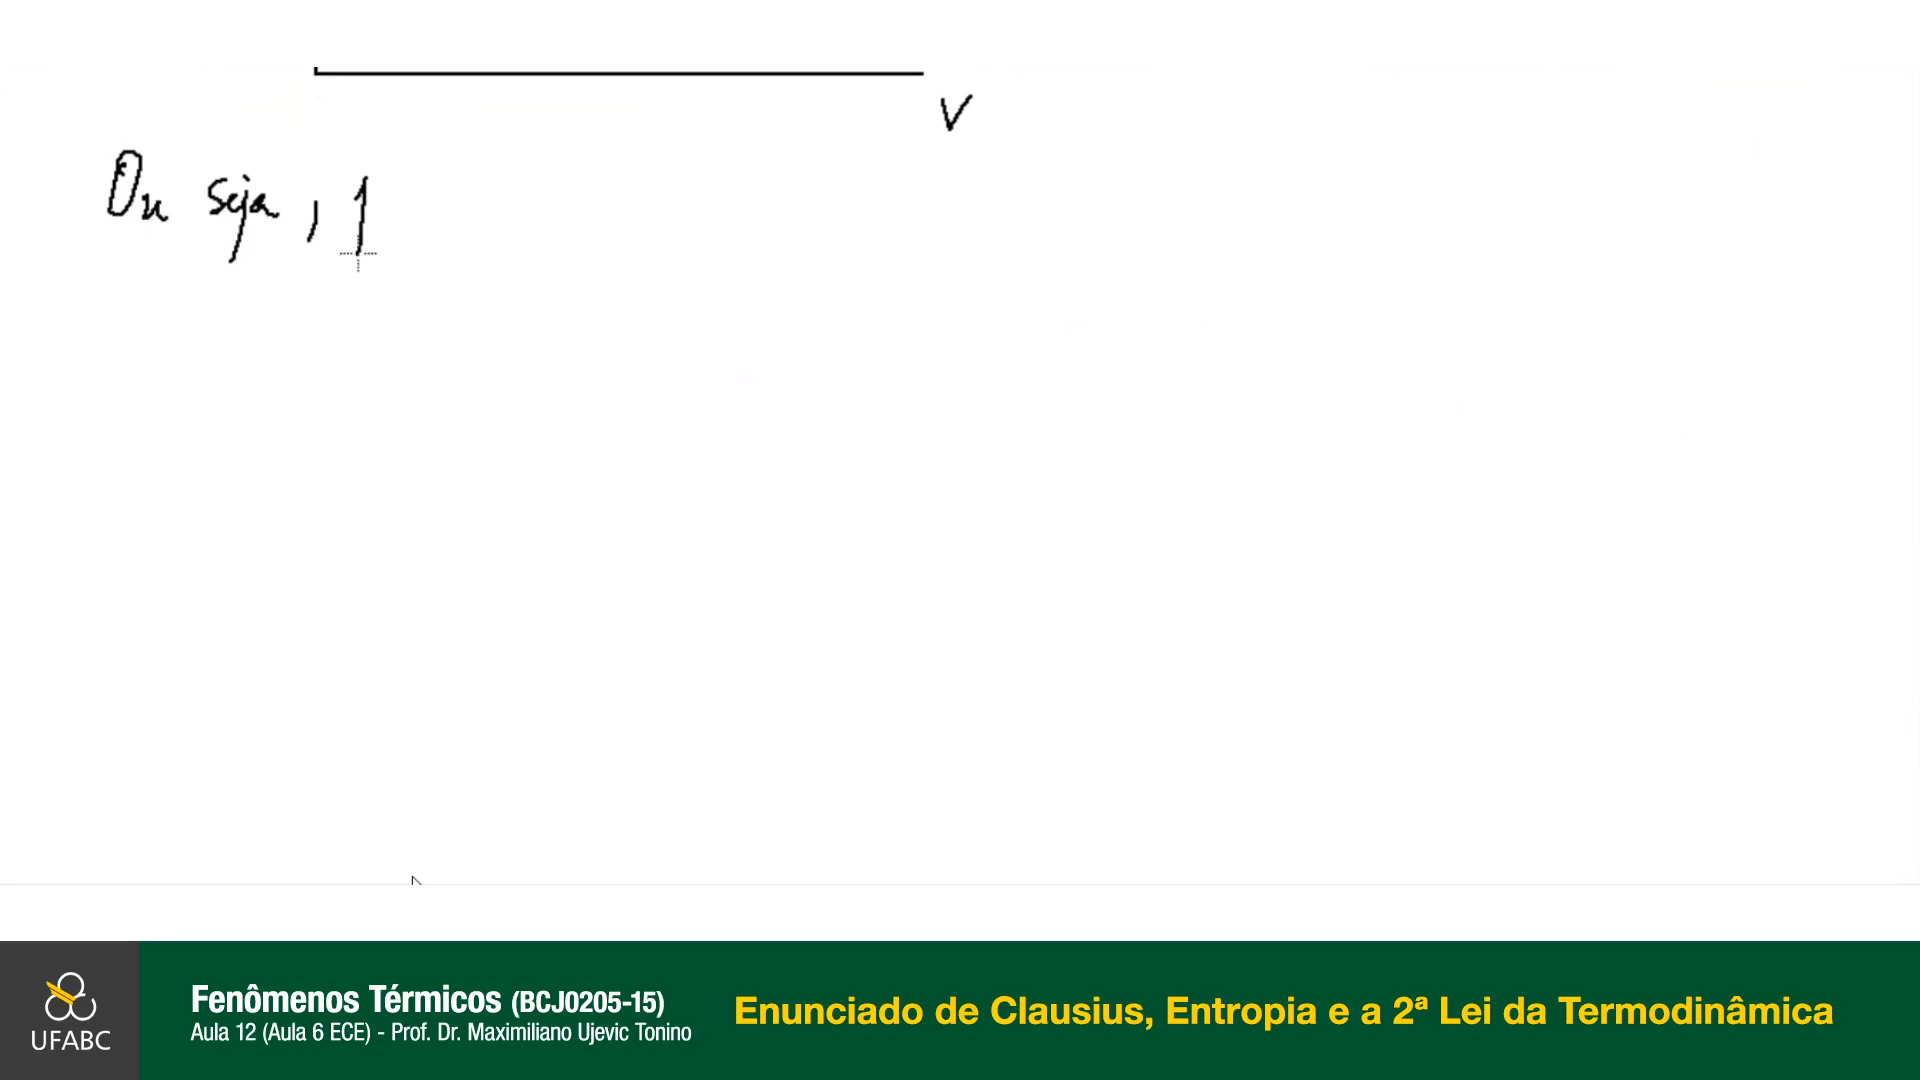 V
Ou seja,
Fenômenos Térmicos (BCJ0205-15)
Aula 12 (Aula 6 ECE) - Prof. Dr. Maximiliano Ujevic Tonino
Enunciado de Clausius, Entropia e a 2ª Lei da Termodinâmica
UFABC